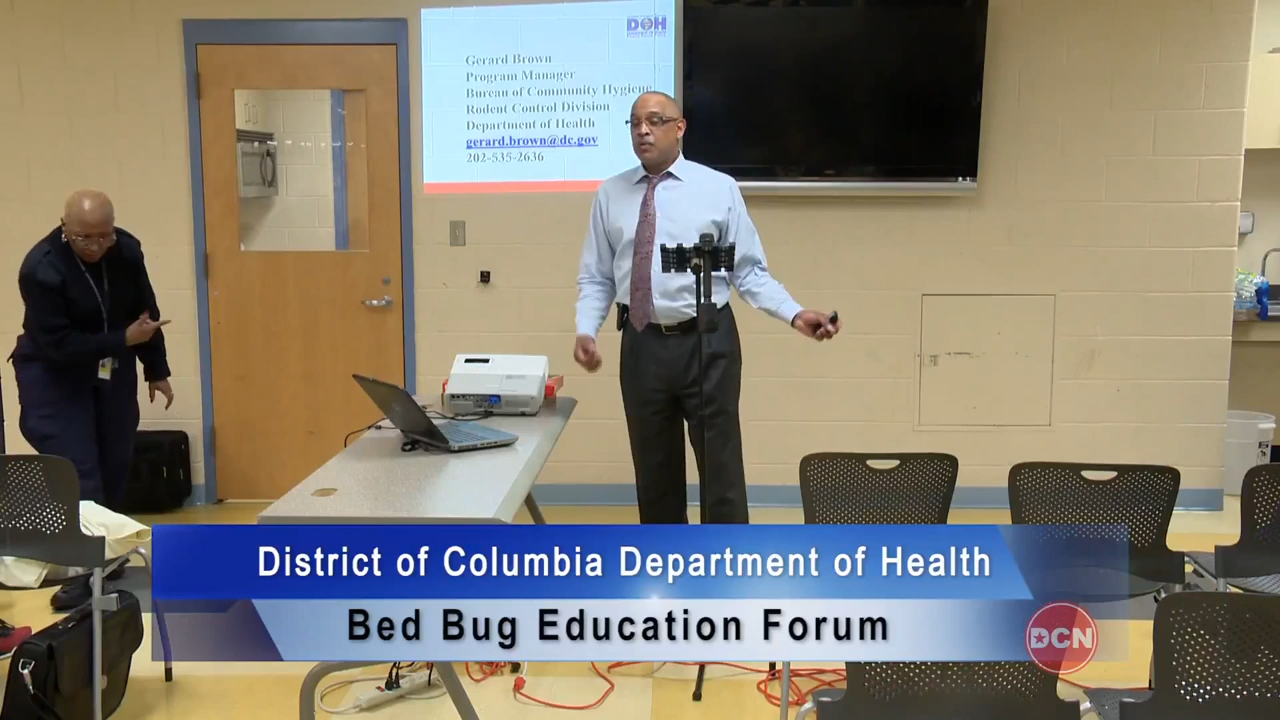 DOH
Gerard Brown
Program Manager
Bureau of Community Hygiene
Rodent Control Division
Department of Health
gerard.brown@dc.gov
202-535-2636
District of Columbia Department of Health
Bed Bug Education Forum
DCN